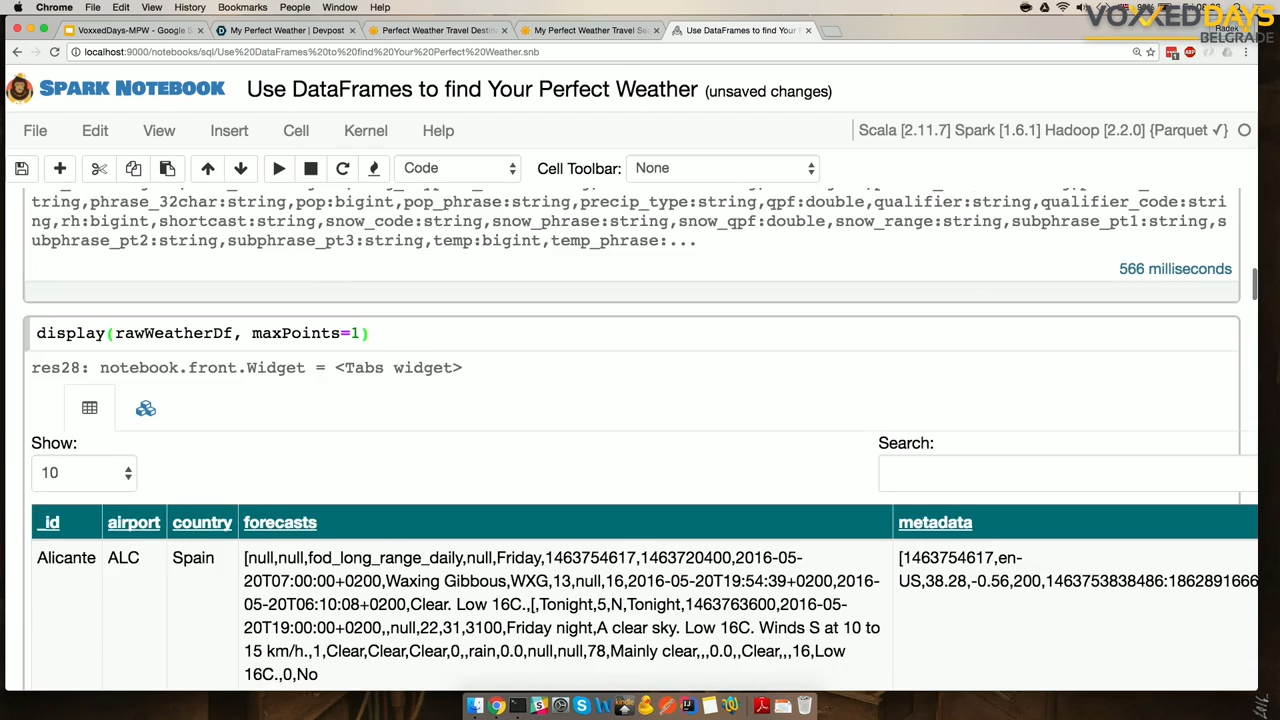 Chrome File Edit View History Bookmarks People Window Help
VOXXEDDAYS
BELGRADE
VoxxedDays-MPW - Google S
My Perfect Weather | Devpost
Perfect Weather Travel Destina
My Perfect Weather Travel Se
Use DataFrames to find Your P
Radek
localhost:9000/notebooks/sql/Use%20DataFrames%20to%20find%20Your%20Perfect%20Weather.snb
SPARK NOTEBOOK Use DataFrames to find Your Perfect Weather (unsaved changes)
File Edit View Insert Cell Kernel Help
Scala [2.11.7] Spark [1.6.1] Hadoop [2.2.0] {Parquet ✓}
Code
Cell Toolbar: None
tring,phrase_32char:string,pop:bigint,pop_phrase:string,precip_type:string,qpf:double,qualifier:string,qualifier_code:stri
ng,rh:bigint,shortcast:string,snow_code:string,snow_phrase:string,snow_qpf:double,snow_range:string,subphrase_pt1:string,s
ubphrase_pt2:string,subphrase_pt3:string,temp:bigint,temp_phrase:...
566 milliseconds
display(rawWeatherDf, maxPoints=1)
res28: notebook.front.Widget = <Tabs widget>
Show:
10
Search:
_id airport country forecasts metadata
Alicante ALC Spain [null,null,fod_long_range_daily,null,Friday,1463754617,1463720400,2016-05- [1463754617,en-
20T07:00:00+0200,Waxing Gibbous,WXG,13,null,16,2016-05-20T19:54:39+0200,2016- US,38.28,-0.56,200,1463753838486:1862891666
05-20T06:10:08+0200,Clear. Low 16C.,[,Tonight,5,N,Tonight,1463763600,2016-05-
20T19:00:00+0200,,null,22,31,3100,Friday night,A clear sky. Low 16C. Winds S at 10 to
15 km/h.,1,Clear,Clear,Clear,0,,rain,0.0,null,null,78,Mainly clear,,,0.0,,Clear,,,16,Low
16C.,0,No